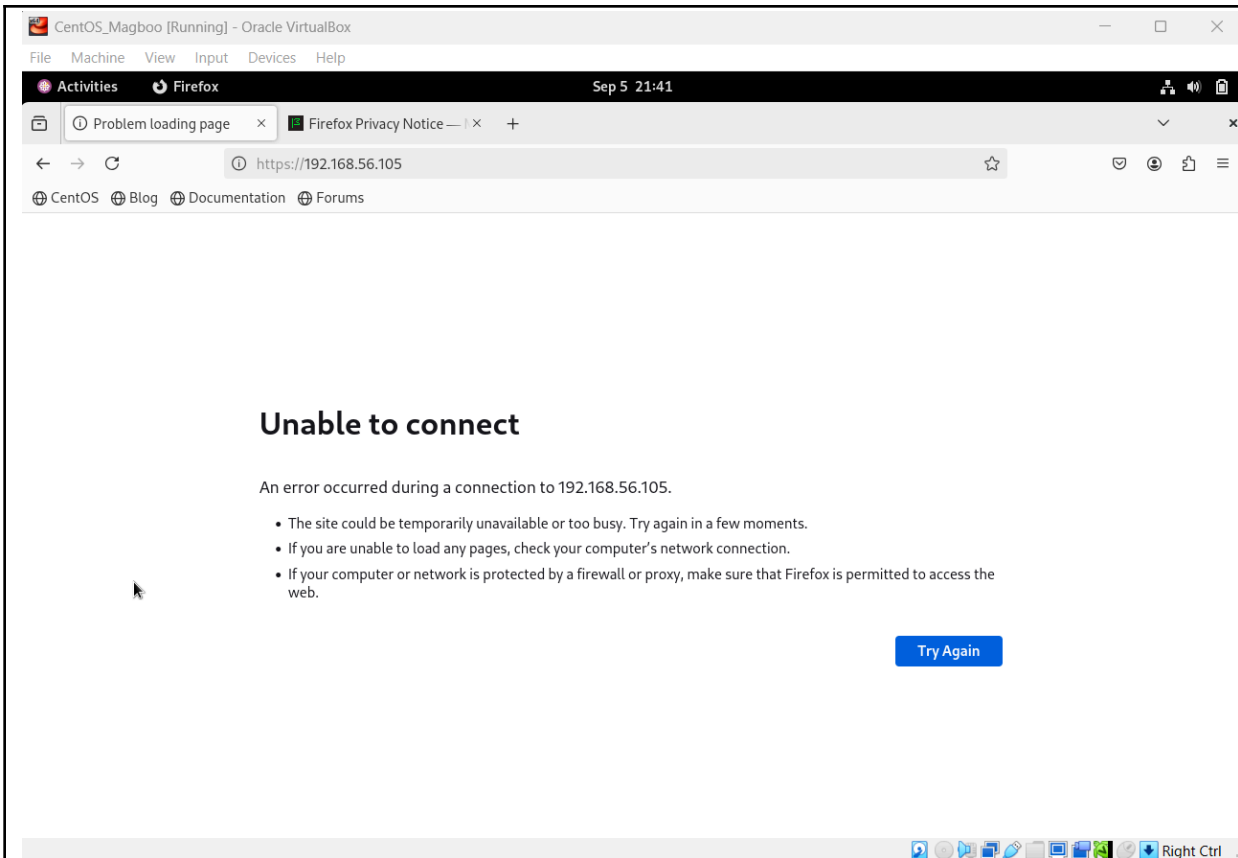 CentOS_Magboo [Running] - Oracle VirtualBox
File Machine View Input Devices Help
Activities Firefox Sep 5 21:41
Problem loading page × Firefox Privacy Notice — × +
https://192.168.56.105
CentOS Blog Documentation Forums
Unable to connect
An error occurred during a connection to 192.168.56.105.
• The site could be temporarily unavailable or too busy. Try again in a few moments.
• If you are unable to load any pages, check your computer's network connection.
• If your computer or network is protected by a firewall or proxy, make sure that Firefox is permitted to access the
web.
Try Again
Right Ctrl